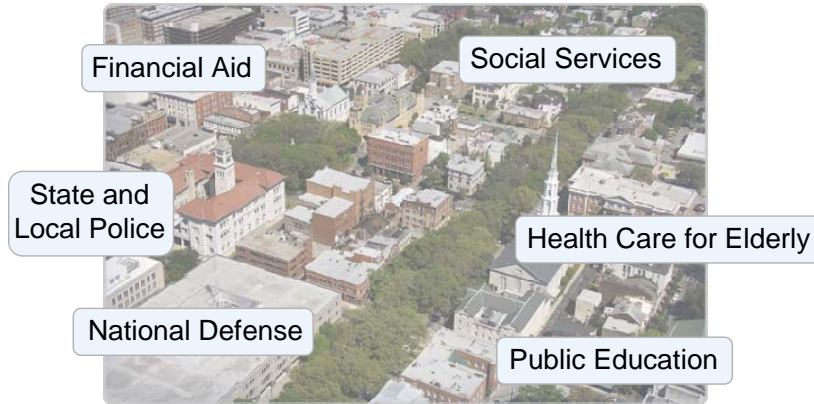 Financial Aid
Social Services
State and
Local Police
Health Care for Elderly
National Defense
Public Education